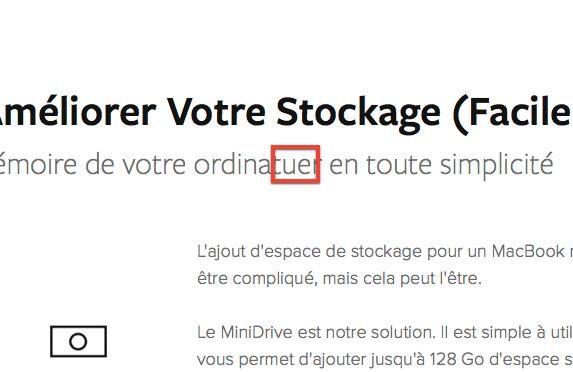 Améliorer Votre Stockage (Facile
émoire de votre ordinatuer en toute simplicité
L'ajout d'espace de stockage pour un MacBook
être compliqué, mais cela peut l'être.
Le MiniDrive est notre solution. Il est simple à util
vous permet d'ajouter jusqu'à 128 Go d'espace s